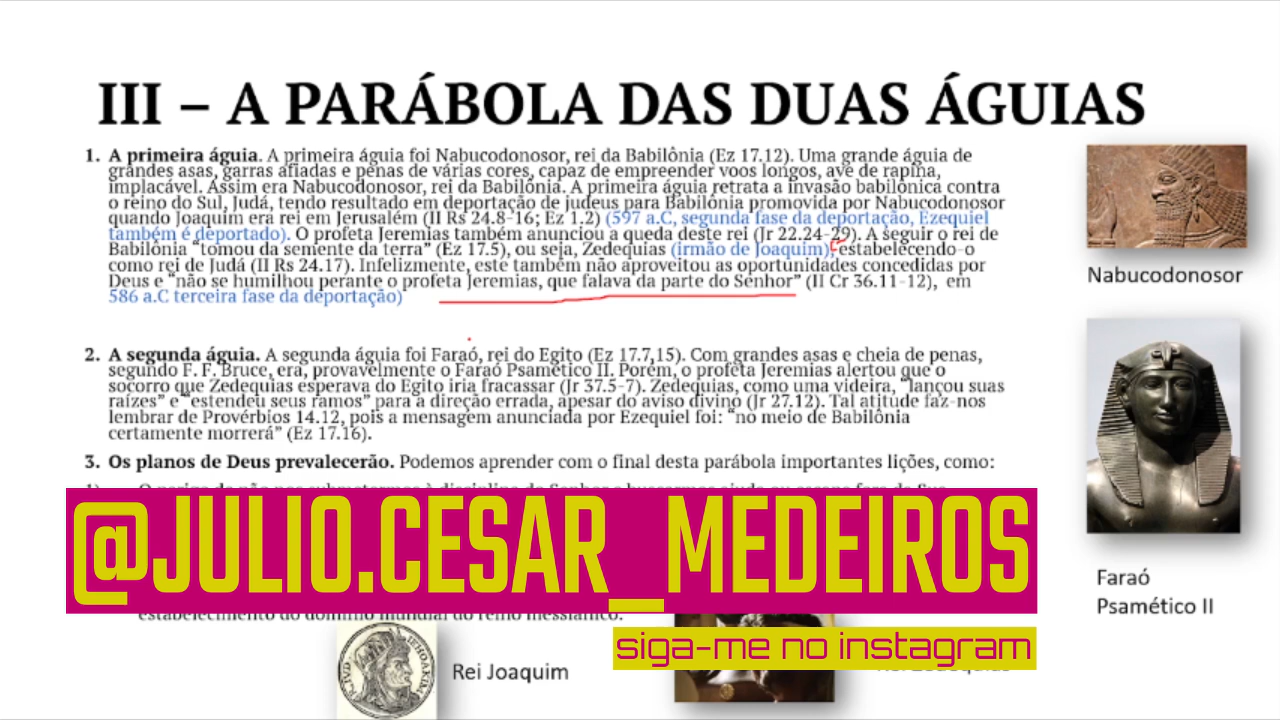 III – A PARÁBOLA DAS DUAS ÁGUIAS
1. A primeira águia. A primeira águia foi Nabucodonosor, rei da Babilônia (Ez 17.12). Uma grande águia de
grandes asas, garras afiadas e penas de várias cores, capaz de empreender voos longos, ave de rapina,
implacável. Assim era Nabucodonosor, rei da Babilônia. A primeira águia retrata a invasão babilônica contra
o reino do Sul, Judá, tendo resultado em deportação de judeus para Babilônia promovida por Nabucodonosor
quando Joaquim era rei em Jerusalém (II Rs 24.8-16; Ez 1.2) (597 a.C, segunda fase da deportação, Ezequiel
também é deportado). O profeta Jeremias também anunciou a queda deste rei (Jr 22.24-29). A seguir o rei de
Babilônia “tomou da semente da terra” (Ez 17.5), ou seja, Zedequias (irmão de Joaquim), estabelecendo-o
como rei de Judá (II Rs 24.17). Infelizmente, este também não aproveitou as oportunidades concedidas por
Deus e “não se humilhou perante o profeta Jeremias, que falava da parte do Senhor” (II Cr 36.11-12), em
586 a.C terceira fase da deportação)
Nabucodonosor
2. A segunda águia. A segunda águia foi Faraó, rei do Egito (Ez 17.7,15). Com grandes asas e cheia de penas,
segundo F. F. Bruce, era, provavelmente o Faraó Psamético II. Porém, o profeta Jeremias alertou que o
socorro que Zedequias esperava do Egito iria fracassar (Jr 37.5-7). Zedequias, como uma videira, “lançou suas
raízes” e “estendeu seus ramos” para a direção errada, apesar do aviso divino (Jr 27.12). Tal atitude faz-nos
lembrar de Provérbios 14.12, pois a mensagem anunciada por Ezequiel foi: “no meio de Babilônia
certamente morrerá” (Ez 17.16).
3. Os planos de Deus prevalecerão. Podemos aprender com o final desta parábola importantes lições, como:
@JULIO.CESAR_MEDEIROS
Faraó
Psamético II
estabelecimento do domínio mundial do reino messiânico.
siga-me no instagram
Rei Joaquim